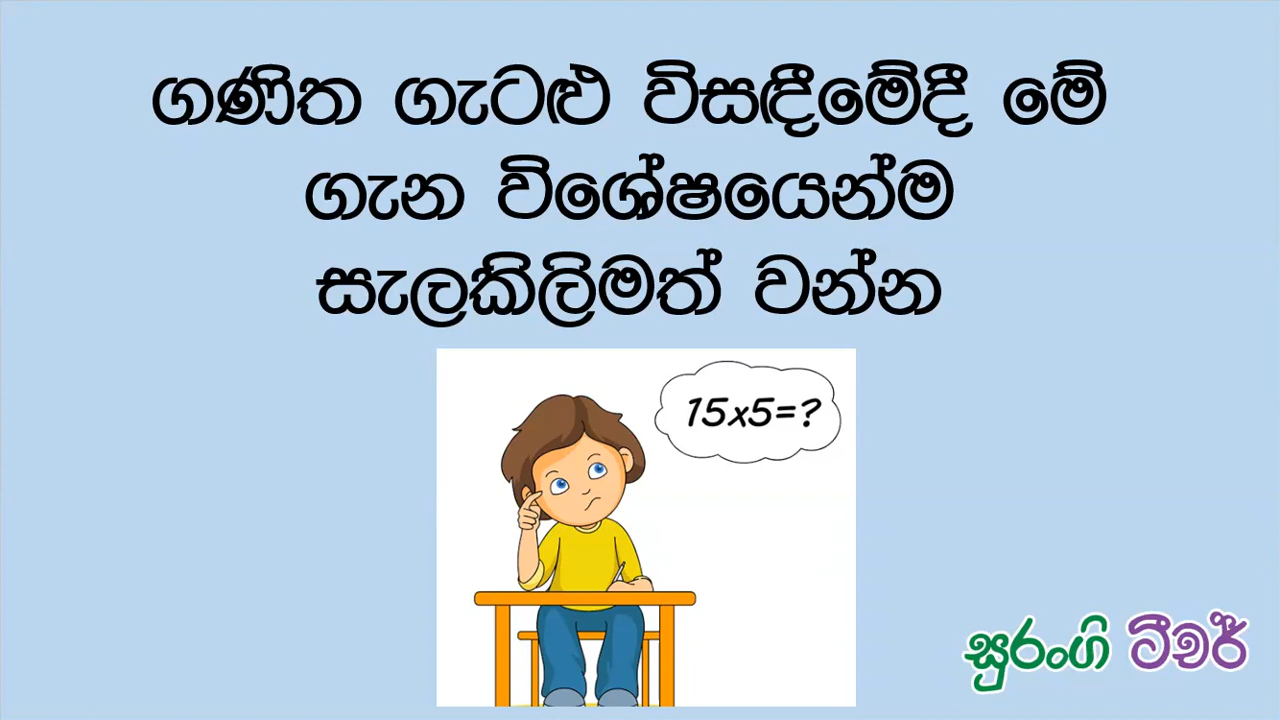 ගණිත ගැටළු විසඳීමේදී මේ
ගැන විශේෂයෙන්ම
සැලකිලිමත් වන්න
15x5=?
සුරංගි ටීචර්